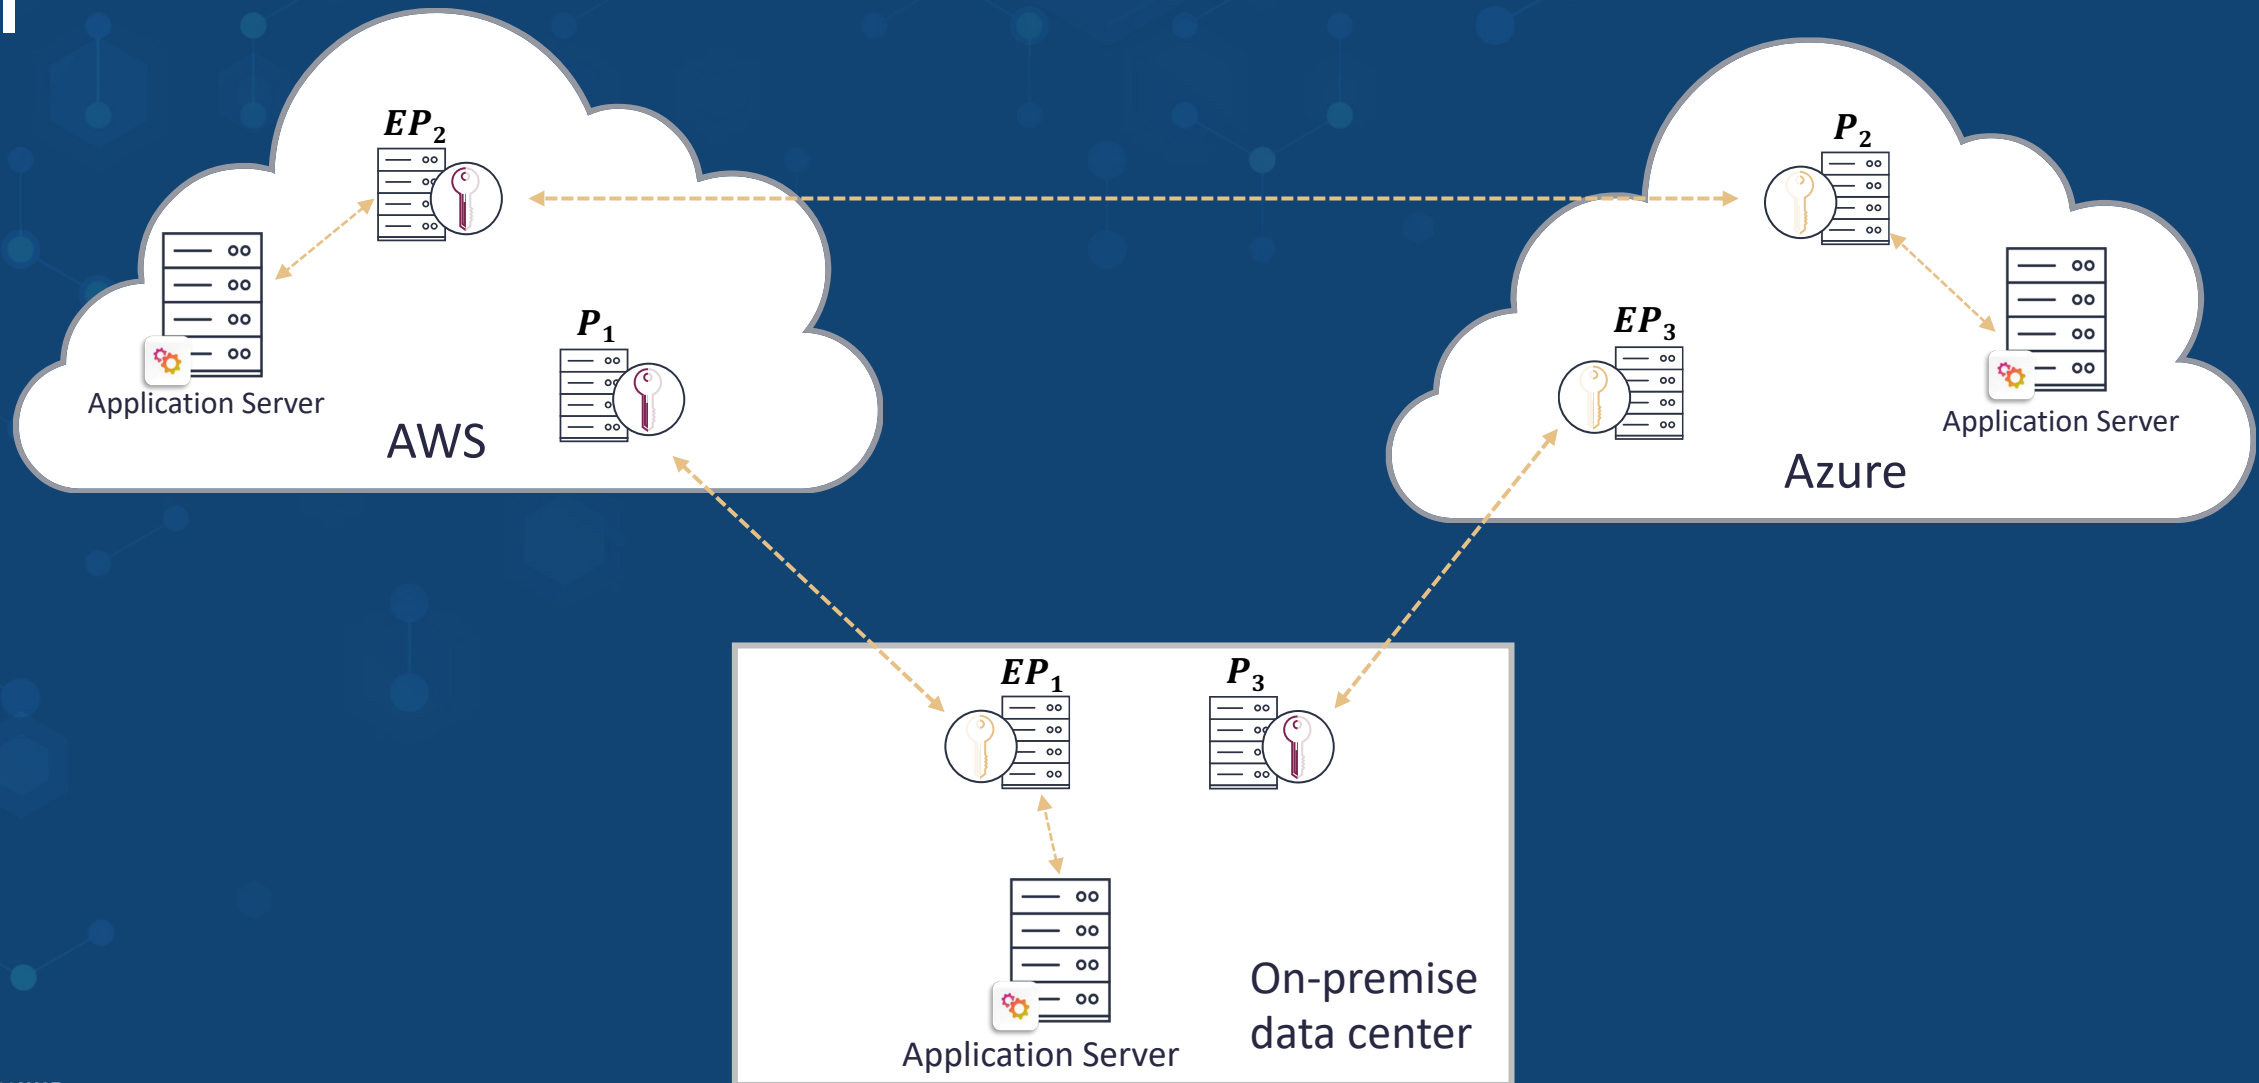 EP₂
P₂
P₁
EP₃
Application Server
Application Server
AWS
Azure
EP₁
P₃
On-premise
data center
Application Server